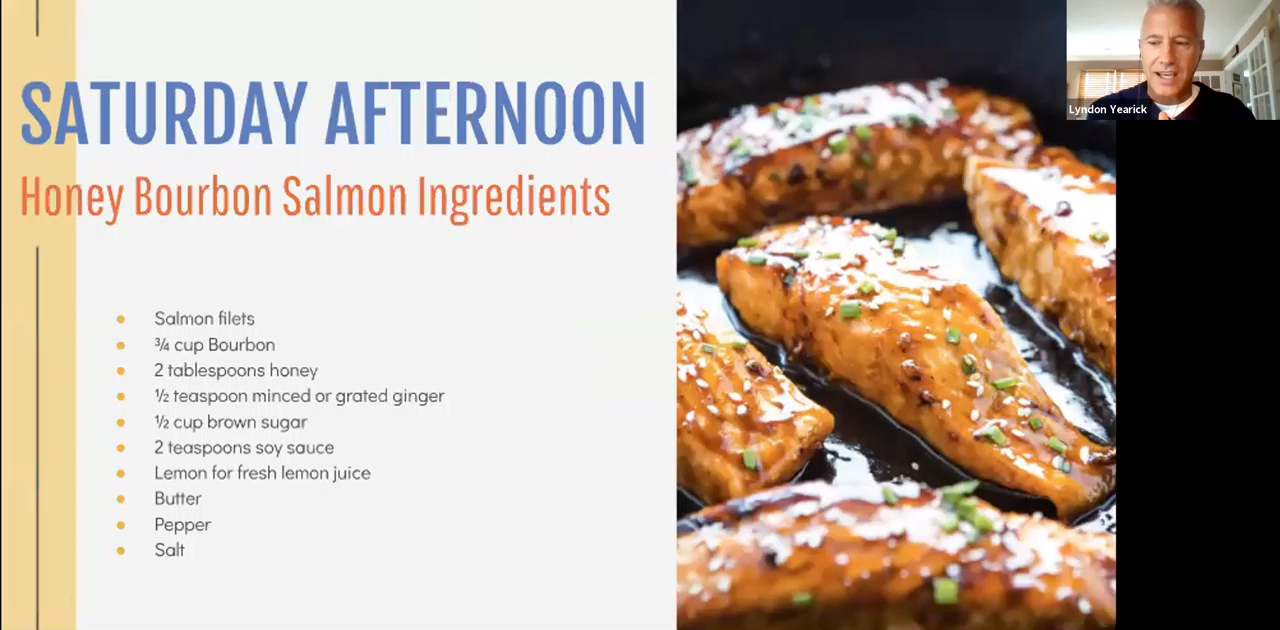 SATURDAY AFTERNOON
Honey Bourbon Salmon Ingredients
Salmon filets
¾ cup Bourbon
2 tablespoons honey
½ teaspoon minced or grated ginger
½ cup brown sugar
2 teaspoons soy sauce
Lemon for fresh lemon juice
Butter
Pepper
Salt
Lyndon Yearick